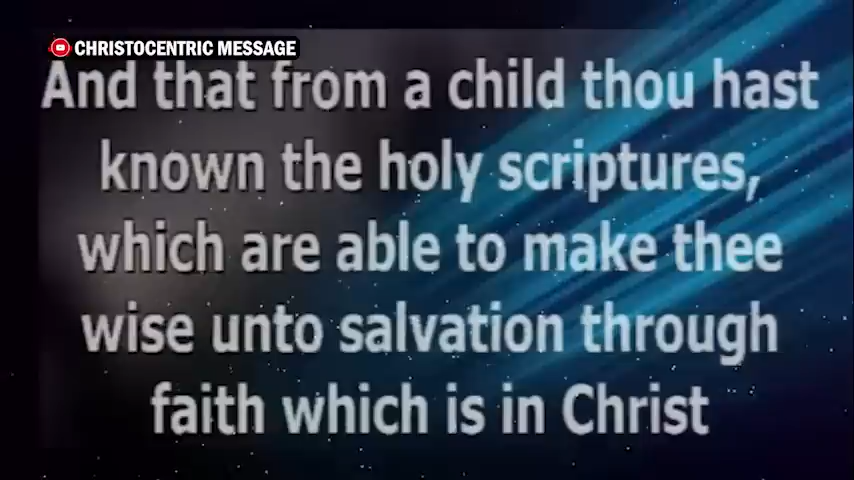 CHRISTOCENTRIC MESSAGE
And that from a child thou hast
known the holy scriptures,
which are able to make thee
wise unto salvation through
faith which is in Christ